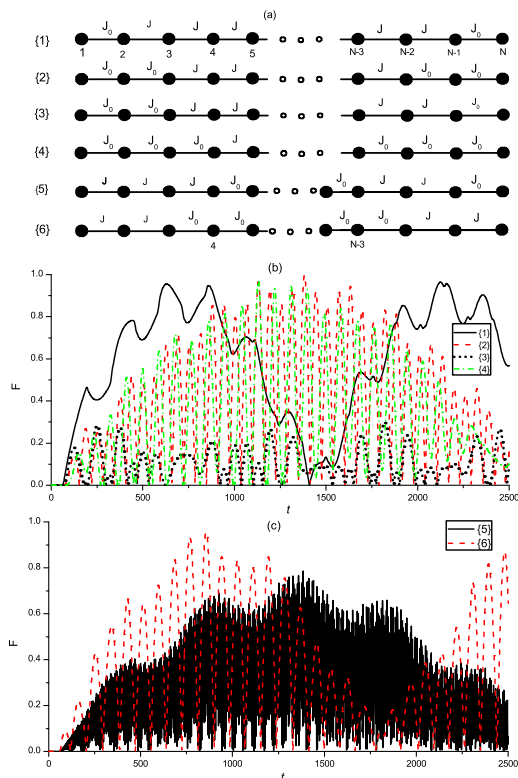 (a)
{1} J₀ J J J J J J₀
1 2 3 4 5 N-3 N-2 N-1 N
{2} J₀ J₀ J J J J₀ J₀
{3} J₀ J₀ J J J J J₀
{4} J₀ J₀ J₀ J J₀ J₀ J₀
{5} J J J J₀ J₀ J J J₀
{6} J J J₀ J₀ J₀ J₀ J J
4 N-3
(b)
1.0
0.8
0.6
0.4
0.2
0.0
F
{1}
{2}
{3}
{4}
0 500 1000 1500 2000 2500
t
(c)
1.0
0.8
0.6
0.4
0.2
0.0
F
{5}
{6}
0 500 1000 1500 2000 2500
t